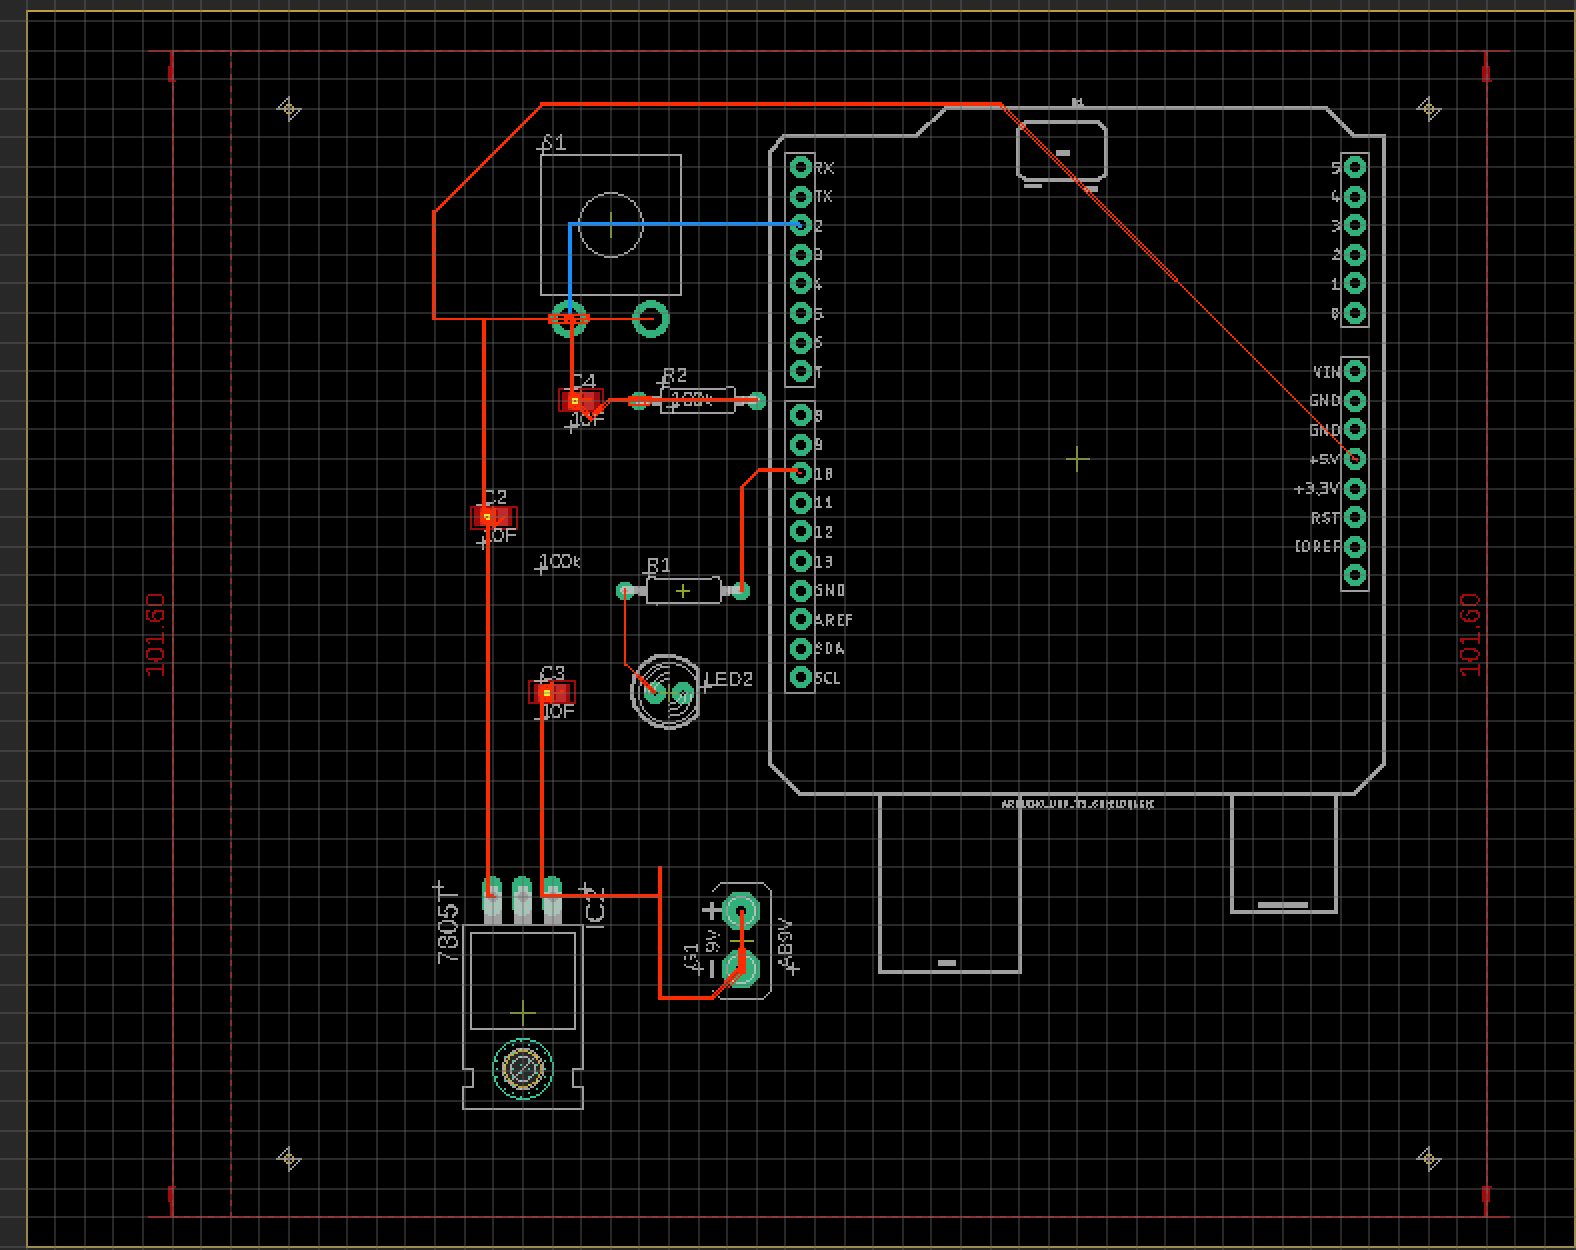 S1
RX
TX
2
3
4
5
6
7
5
4
3
2
1
0
C4
10F
R2
100k
8
9
10
11
12
13
GND
AREF
SDA
SCL
VIN
GND
GND
+5V
+3.3V
RST
IOREF
C2
10F
100k
R1
C3
10F
LED2
101.60
101.60
7805T
IC2
+
-
G1
9V
AB9V